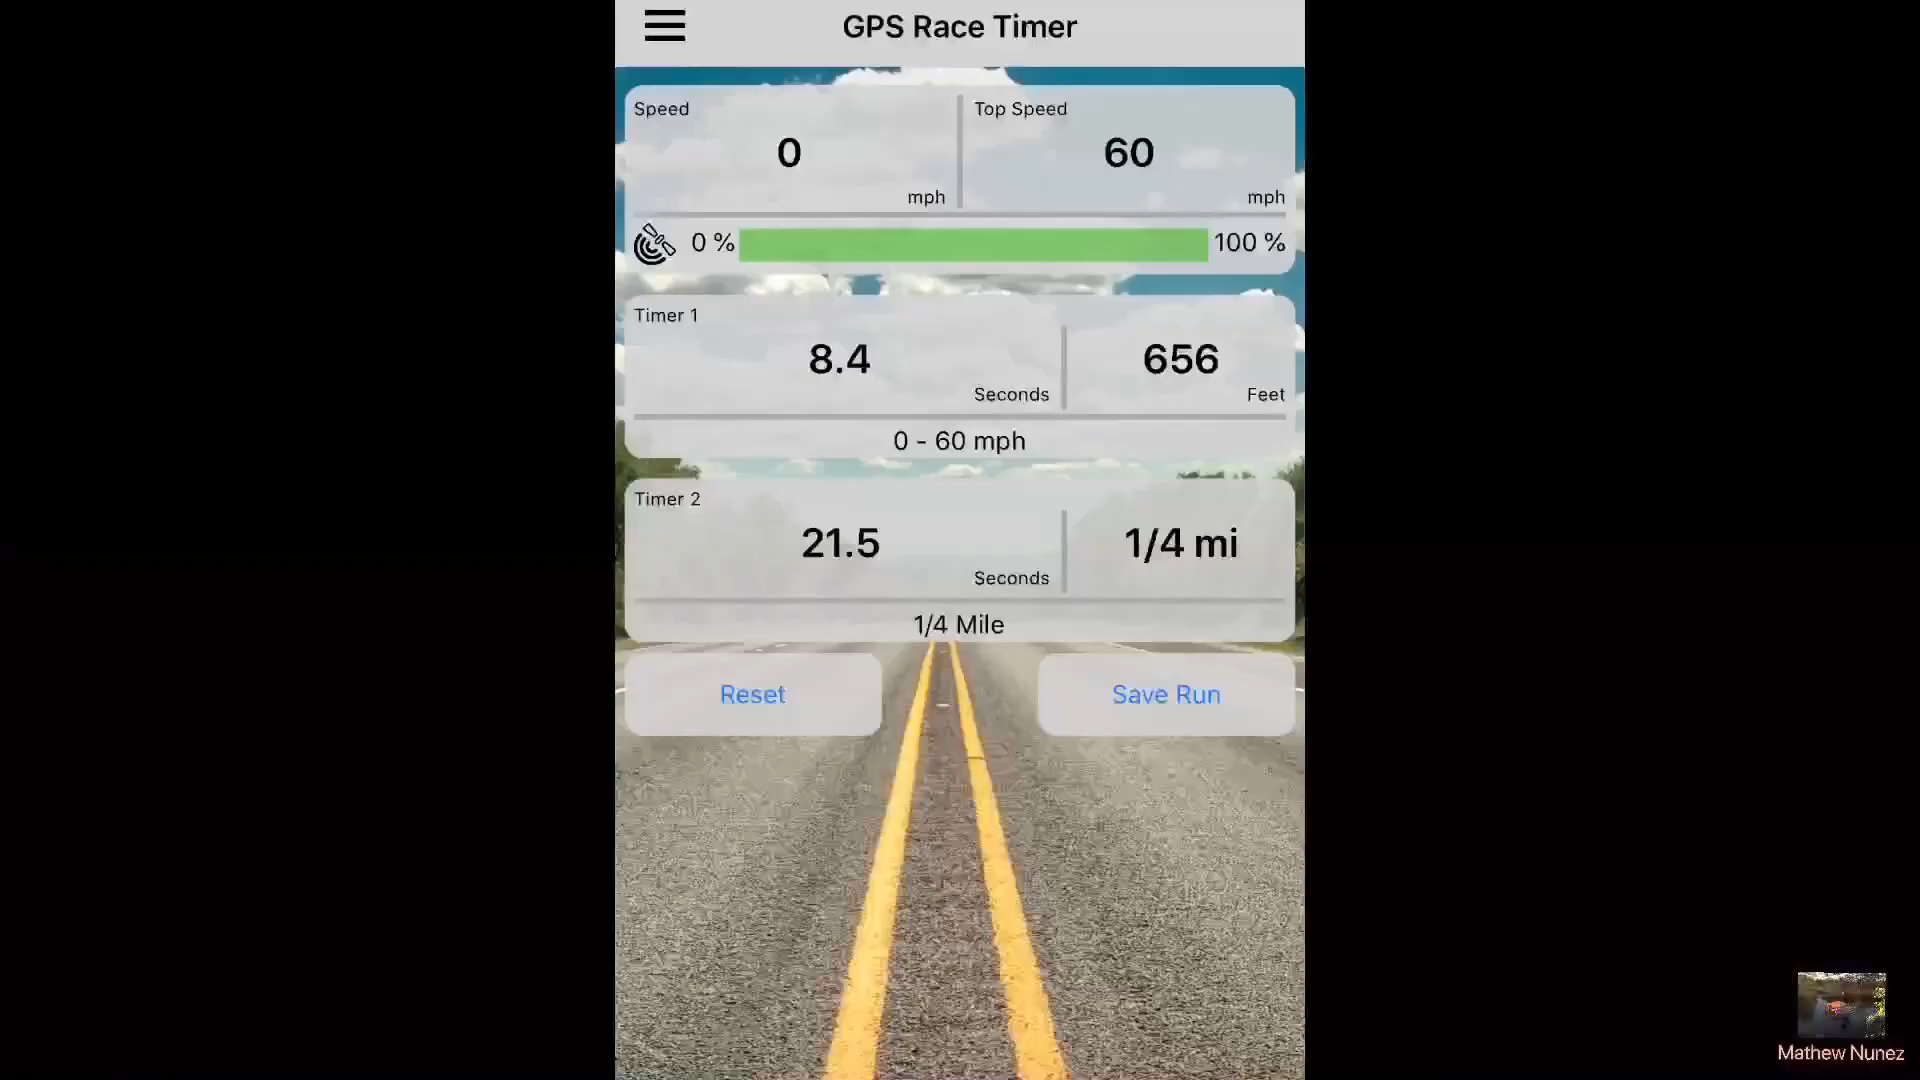 GPS Race Timer
Speed
0
mph
Top Speed
60
mph
0 %
100 %
Timer 1
8.4
Seconds
656
Feet
0 - 60 mph
Timer 2
21.5
Seconds
1/4 mi
1/4 Mile
Reset
Save Run
Mathew Nunez